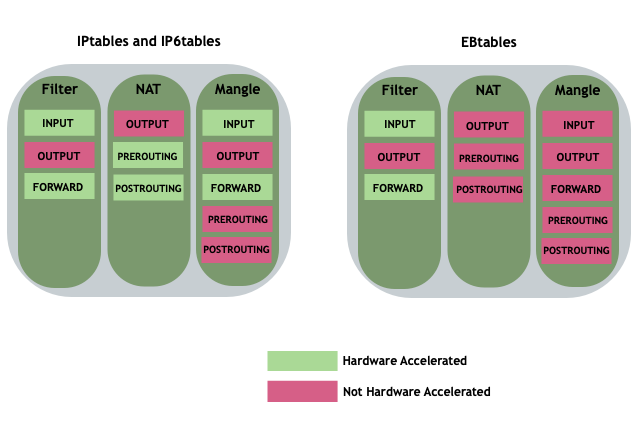 IPtables and IP6tables
Filter
INPUT
OUTPUT
FORWARD
NAT
OUTPUT
PREROUTING
POSTROUTING
Mangle
INPUT
OUTPUT
FORWARD
PREROUTING
POSTROUTING
EBtables
Filter
INPUT
OUTPUT
FORWARD
NAT
OUTPUT
PREROUTING
POSTROUTING
Mangle
INPUT
OUTPUT
FORWARD
PREROUTING
POSTROUTING
Hardware Accelerated
Not Hardware Accelerated